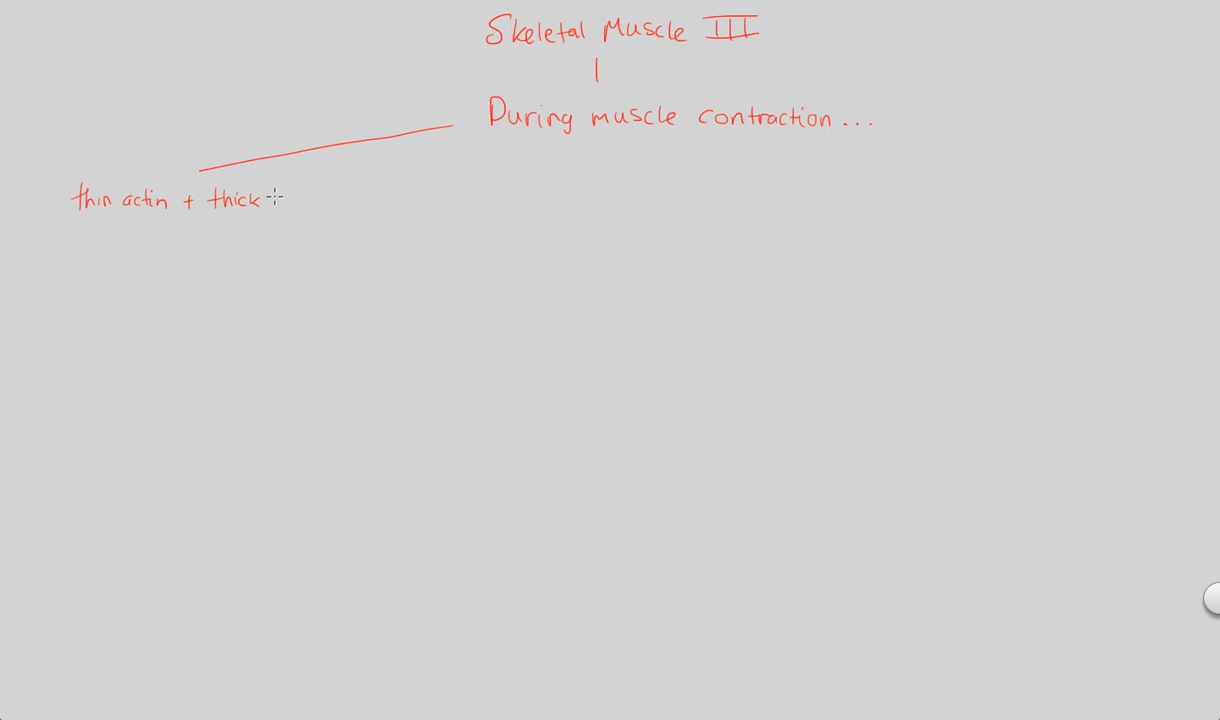 Skeletal Muscle III
During muscle contraction...
thin actin + thick